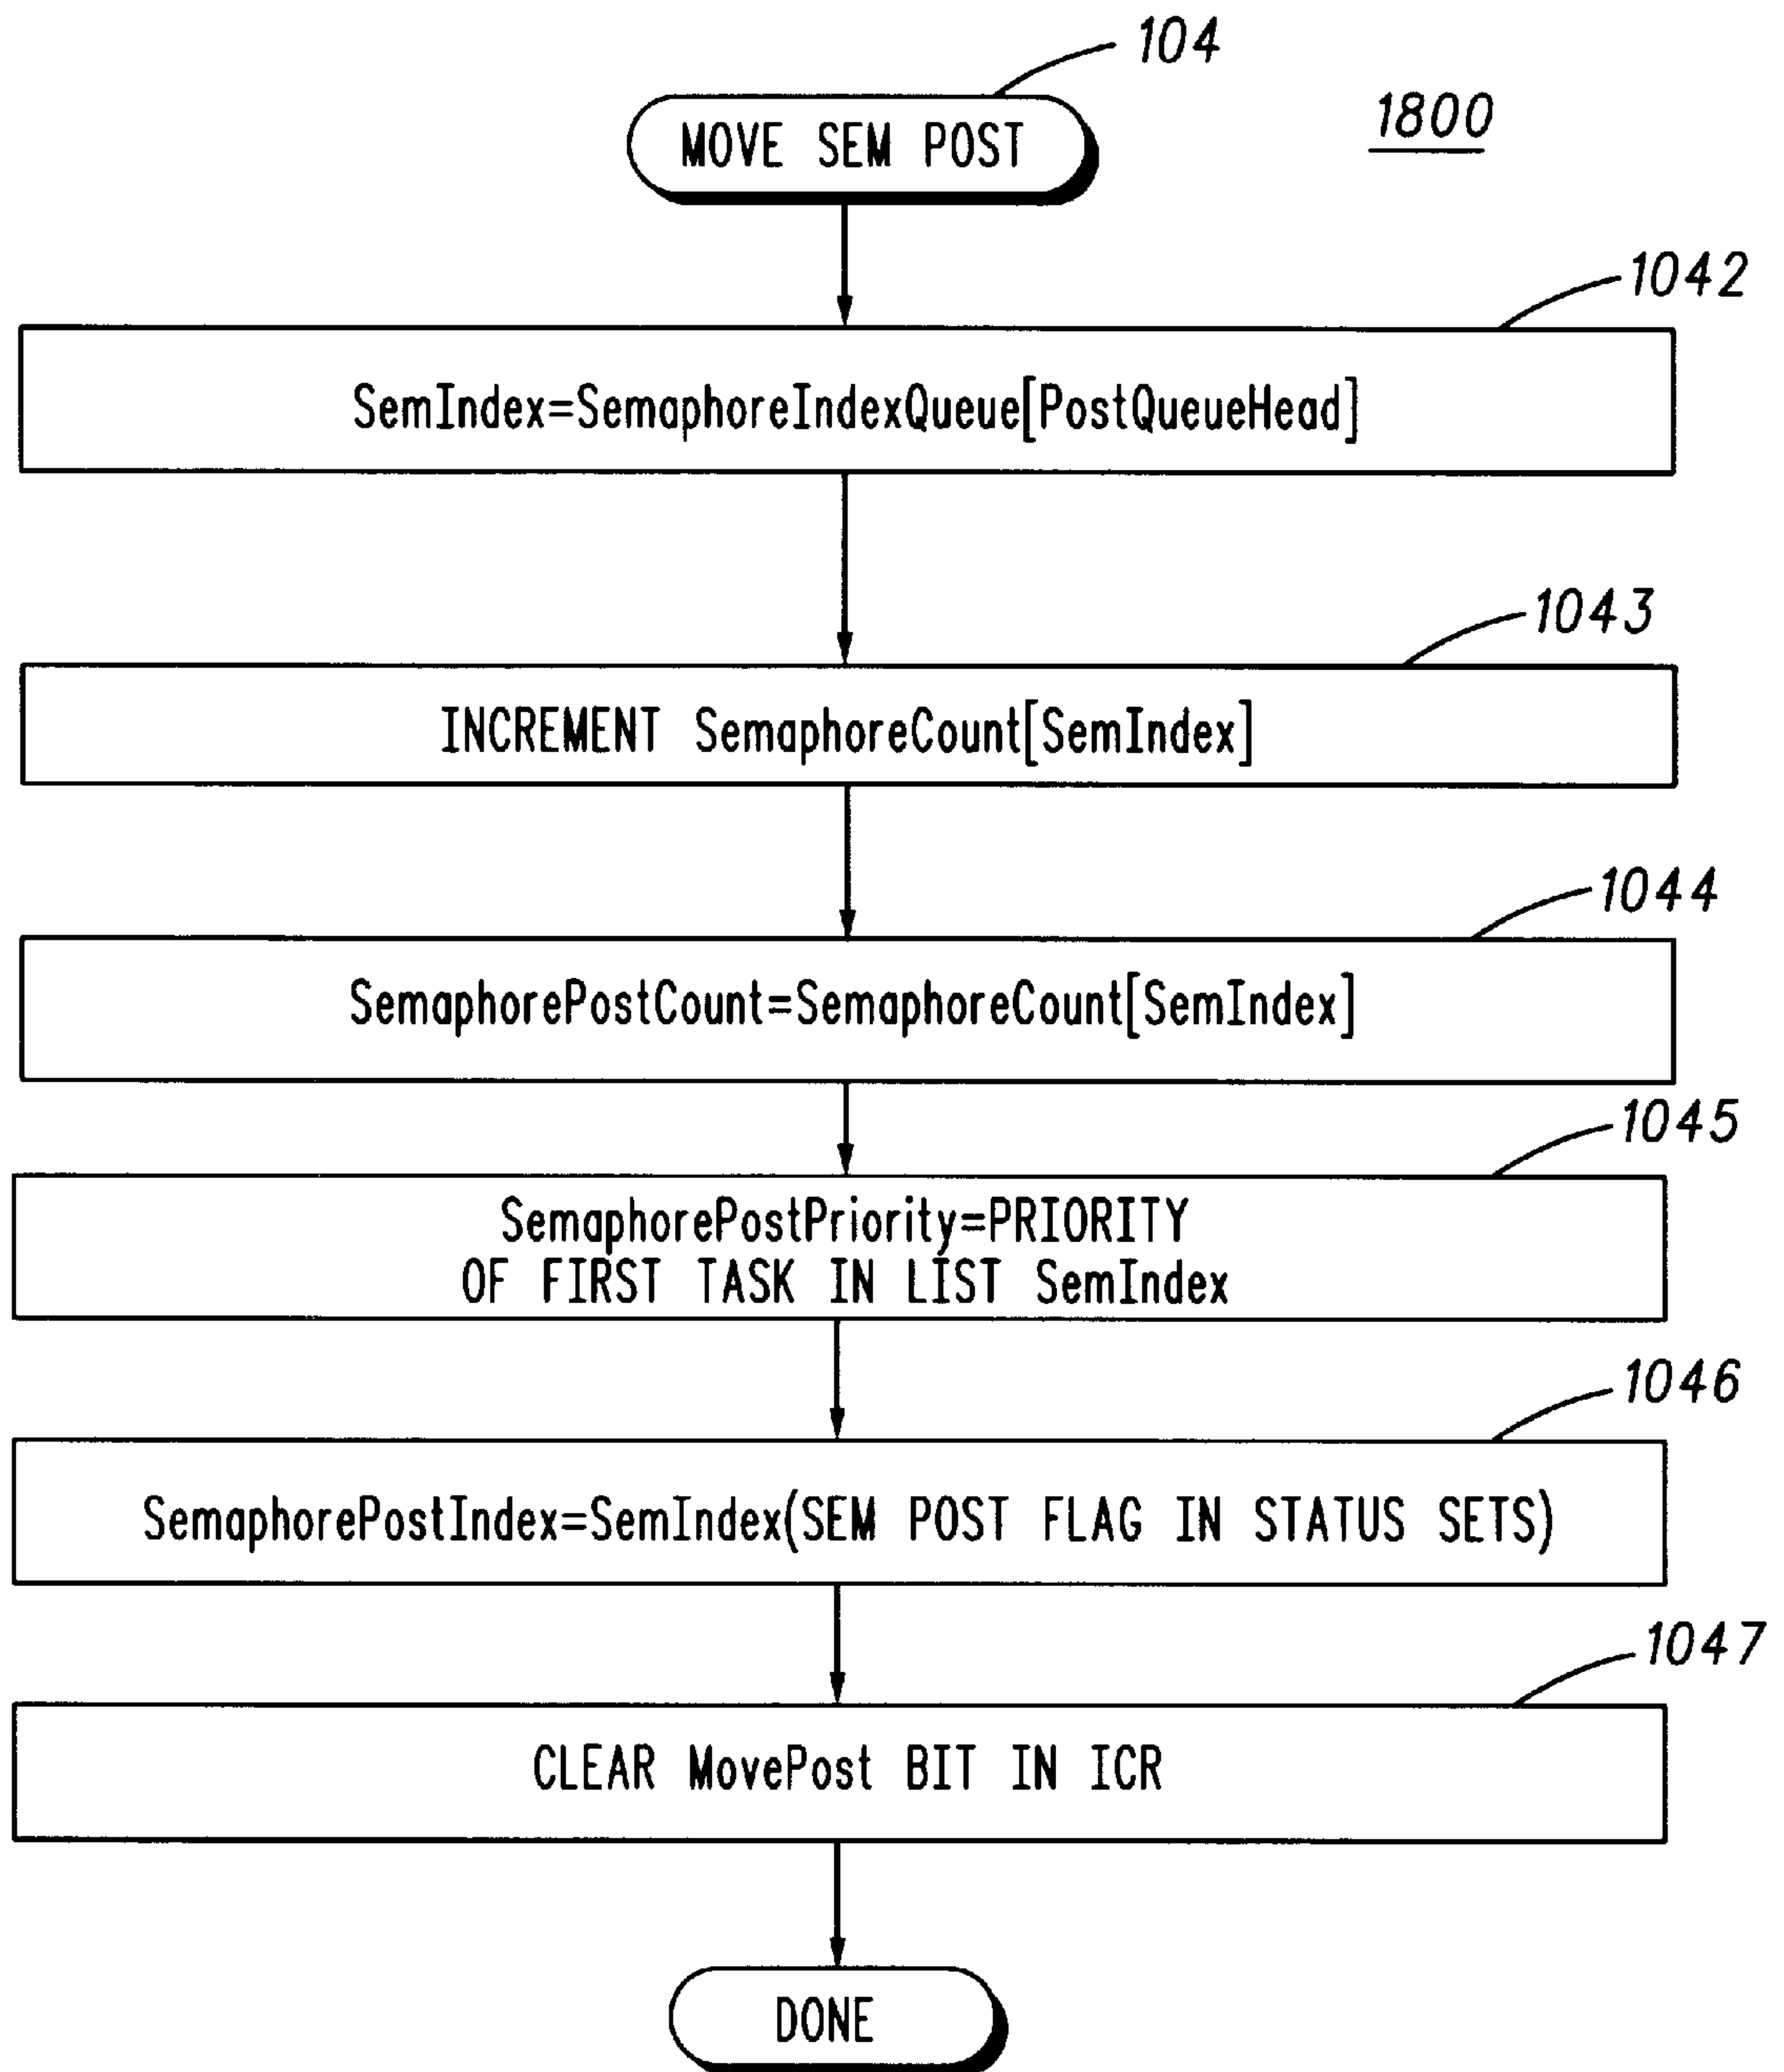 104
1800
MOVE SEM POST
1042
SemIndex=SemaphoreIndexQueue[PostQueueHead]
1043
INCREMENT SemaphoreCount[SemIndex]
1044
SemaphorePostCount=SemaphoreCount[SemIndex]
1045
SemaphorePostPriority=PRIORITY
OF FIRST TASK IN LIST SemIndex
1046
SemaphorePostIndex=SemIndex(SEM POST FLAG IN STATUS SETS)
1047
CLEAR MovePost BIT IN ICR
DONE